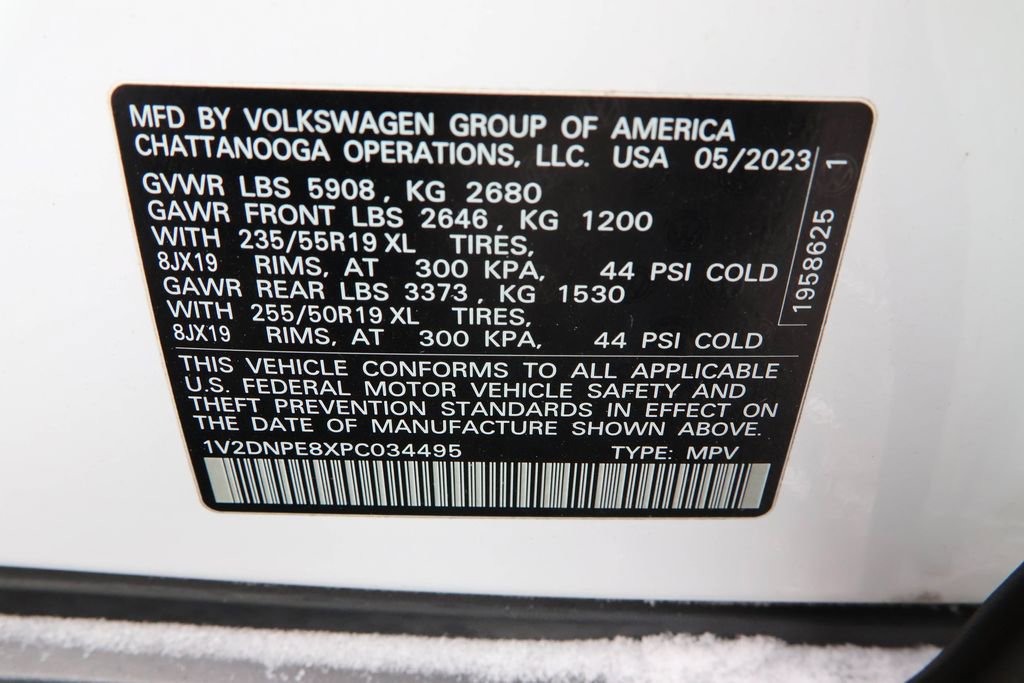 MFD BY VOLKSWAGEN GROUP OF AMERICA
CHATTANOOGA OPERATIONS, LLC. USA 05/2023
GVWR LBS 5908, KG 2680
GAWR FRONT LBS 2646, KG 1200
WITH 235/55R19 XL TIRES,
8JX19 RIMS, AT 300 KPA, 44 PSI COLD
GAWR REAR LBS 3373, KG 1530
WITH 255/50R19 XL TIRES,
8JX19 RIMS, AT 300 KPA, 44 PSI COLD
1958625 1
THIS VEHICLE CONFORMS TO ALL APPLICABLE
U.S. FEDERAL MOTOR VEHICLE SAFETY AND
THEFT PREVENTION STANDARDS IN EFFECT ON
THE DATE OF MANUFACTURE SHOWN ABOVE.
1V2DNPE8XPC034495 TYPE: MPV